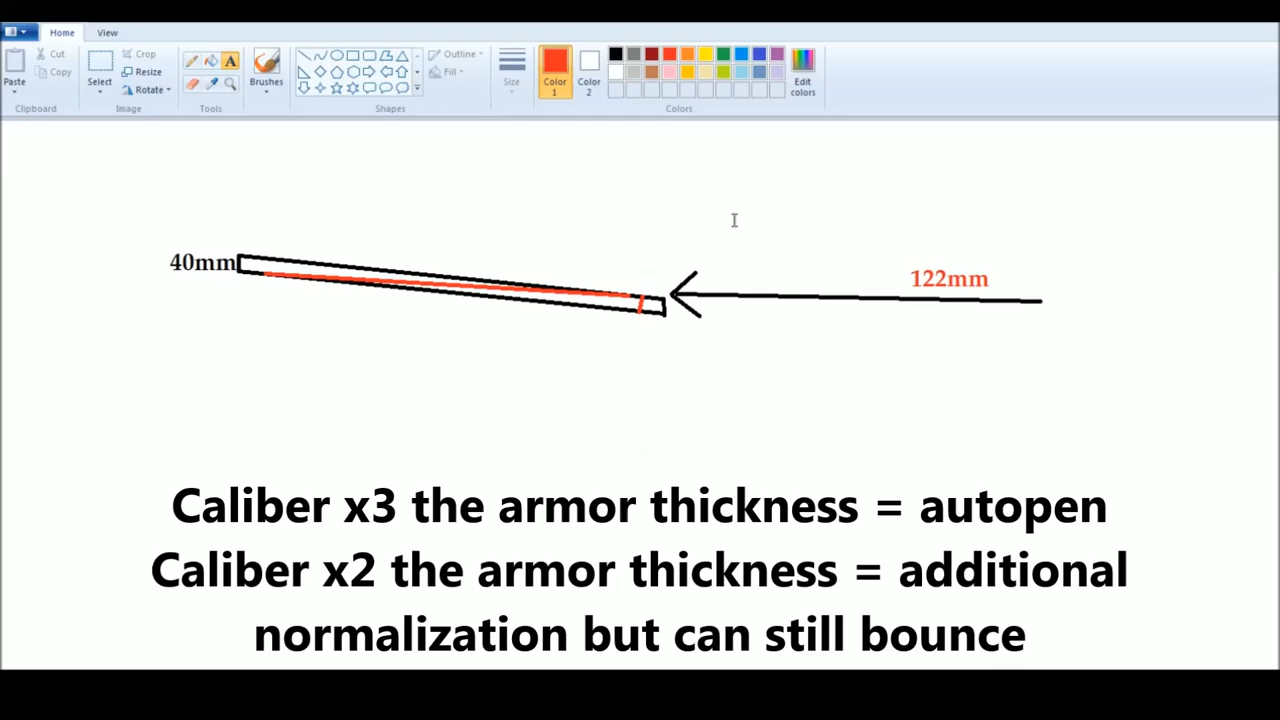 Home View
Paste
Cut
Copy
Clipboard
Select
Crop
Resize
Rotate
Image
A
Tools
Brushes
Outline
Fill
Shapes
Size
Color 1
Color 2
Edit colors
Colors
40mm
122mm
Caliber x3 the armor thickness = autopen
Caliber x2 the armor thickness = additional
normalization but can still bounce